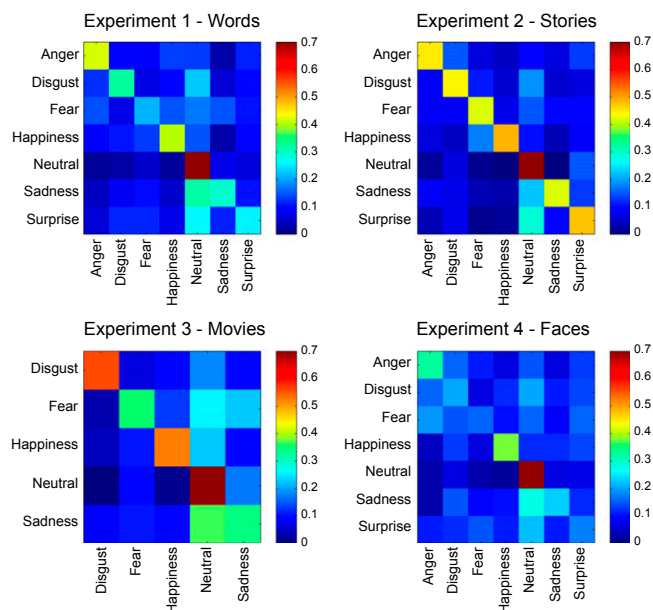 Experiment 1 - Words
Anger
Disgust
Fear
Happiness
Neutral
Sadness
Surprise
Anger
Disgust
Fear
Happiness
Neutral
Sadness
Surprise
0.7
0.6
0.5
0.4
0.3
0.2
0.1
0
Experiment 2 - Stories
Anger
Disgust
Fear
Happiness
Neutral
Sadness
Surprise
Anger
Disgust
Fear
Happiness
Neutral
Sadness
Surprise
0.7
0.6
0.5
0.4
0.3
0.2
0.1
0
Experiment 3 - Movies
Disgust
Fear
Happiness
Neutral
Sadness
Disgust
Fear
Happiness
Neutral
Sadness
0.7
0.6
0.5
0.4
0.3
0.2
0.1
0
Experiment 4 - Faces
Anger
Disgust
Fear
Happiness
Neutral
Sadness
Surprise
Anger
Disgust
Fear
Happiness
Neutral
Sadness
Surprise
0.7
0.6
0.5
0.4
0.3
0.2
0.1
0